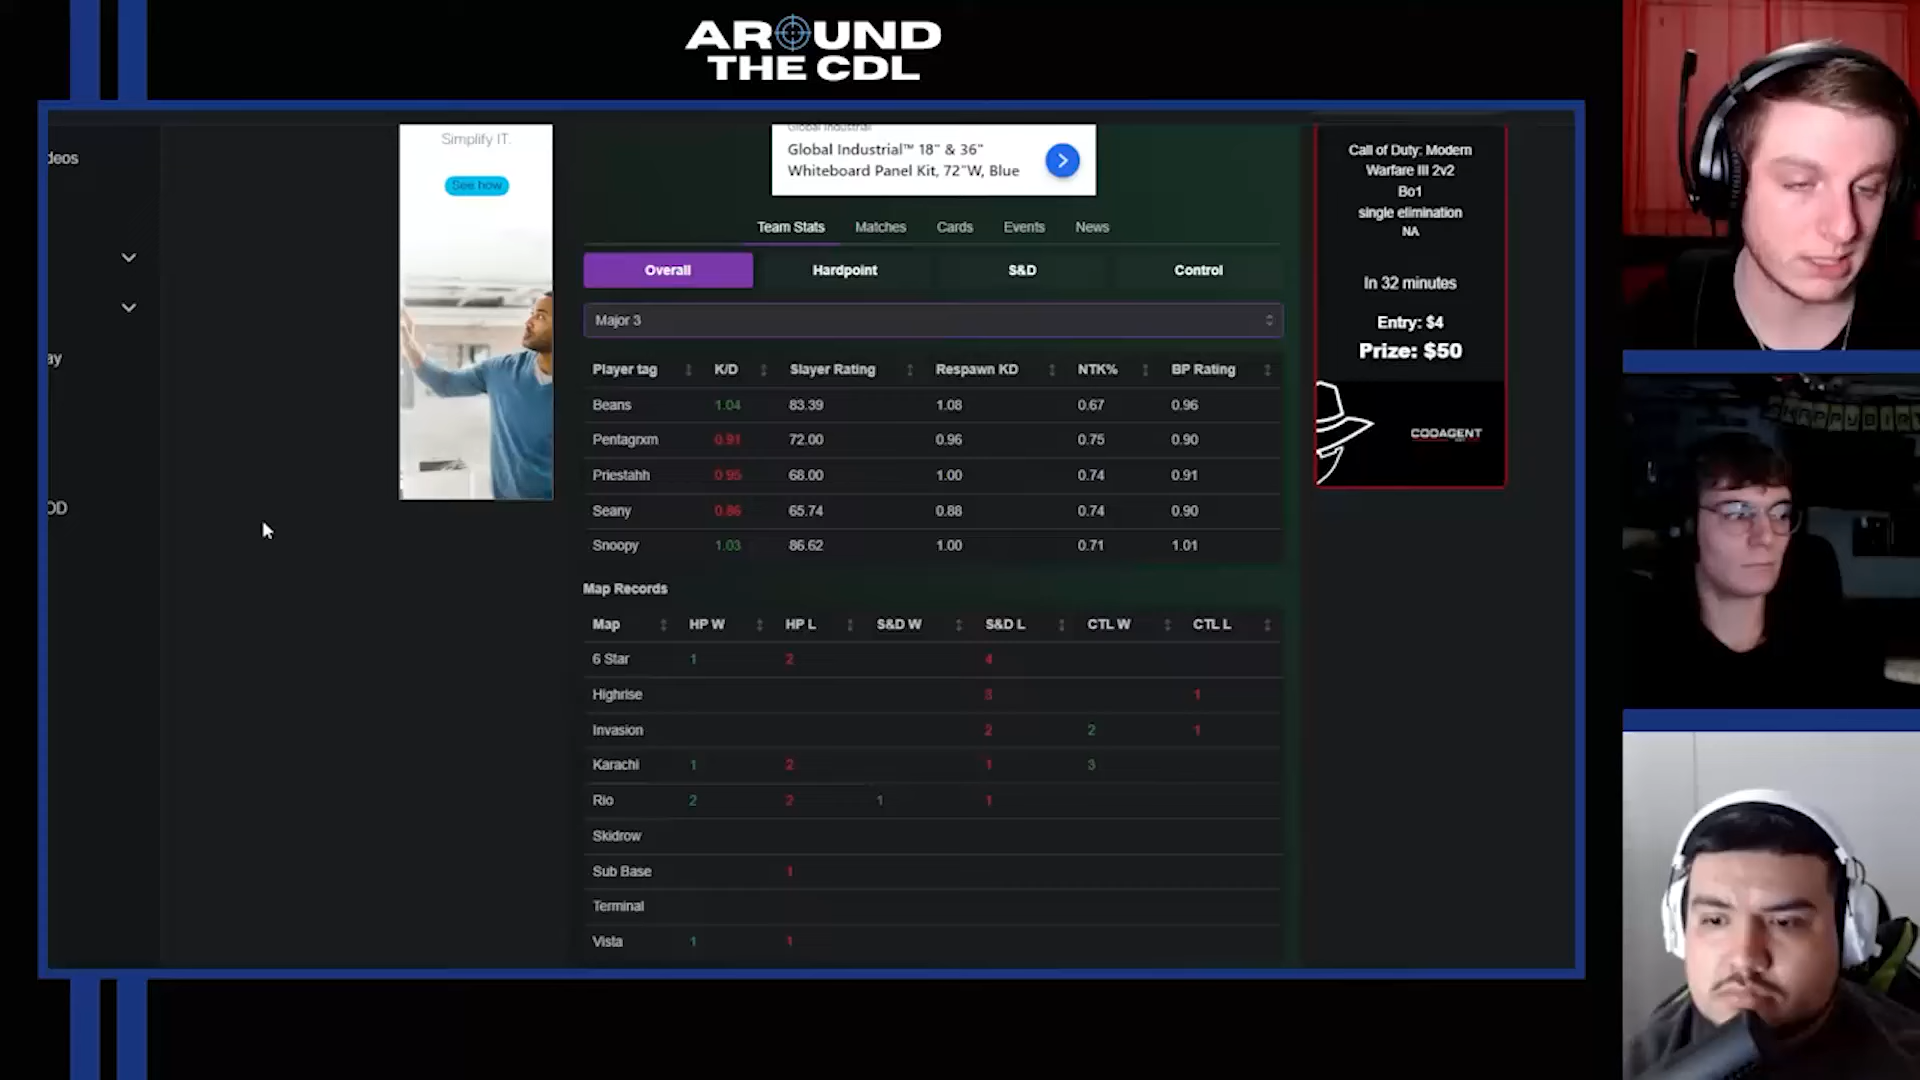 AROUND
THE CDL
deos
ay
OD
Simplify IT.
See how
Global Industrial
Global Industrial™ 18" & 36"
Whiteboard Panel Kit, 72"W, Blue
Team Stats Matches Cards Events News
Overall Hardpoint S&D Control
Major 3
Player tag K/D Slayer Rating Respawn KD NTK% BP Rating
Beans 1.04 83.39 1.08 0.67 0.96
Pentagrxm 0.91 72.00 0.96 0.75 0.90
Priestahh 0.95 68.00 1.00 0.74 0.91
Seany 0.86 65.74 0.88 0.74 0.90
Snoopy 1.03 86.62 1.00 0.71 1.01
Map Records
Map HP W HP L S&D W S&D L CTL W CTL L
6 Star 1 2 4
Highrise 3 1
Invasion 2 2 1
Karachi 1 2 1 3
Rio 2 2 1 1
Skidrow
Sub Base 1
Terminal
Vista 1 1
Call of Duty: Modern
Warfare III 2v2
Bo1
single elimination
NA
In 32 minutes
Entry: $4
Prize: $50
CODAGENT